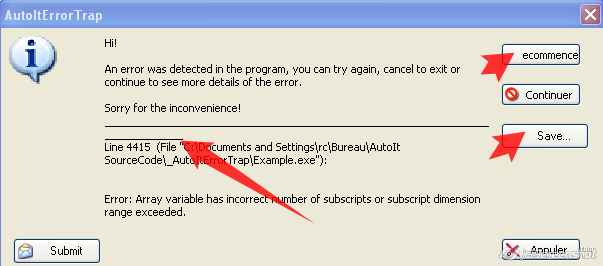 AutoItErrorTrap
Hi!
ecommence
An error was detected in the program, you can try again, cancel to exit or
continue to see more details of the error.
Continuer
Sorry for the inconvenience!
Save...
Line 4415 (File "C:\Documents and Settings\rc\Bureau\AutoIt
SourceCode\_AutoItErrorTrap\Example.exe"):
Error: Array variable has incorrect number of subscripts or subscript dimension
range exceeded.
Submit
Annuler